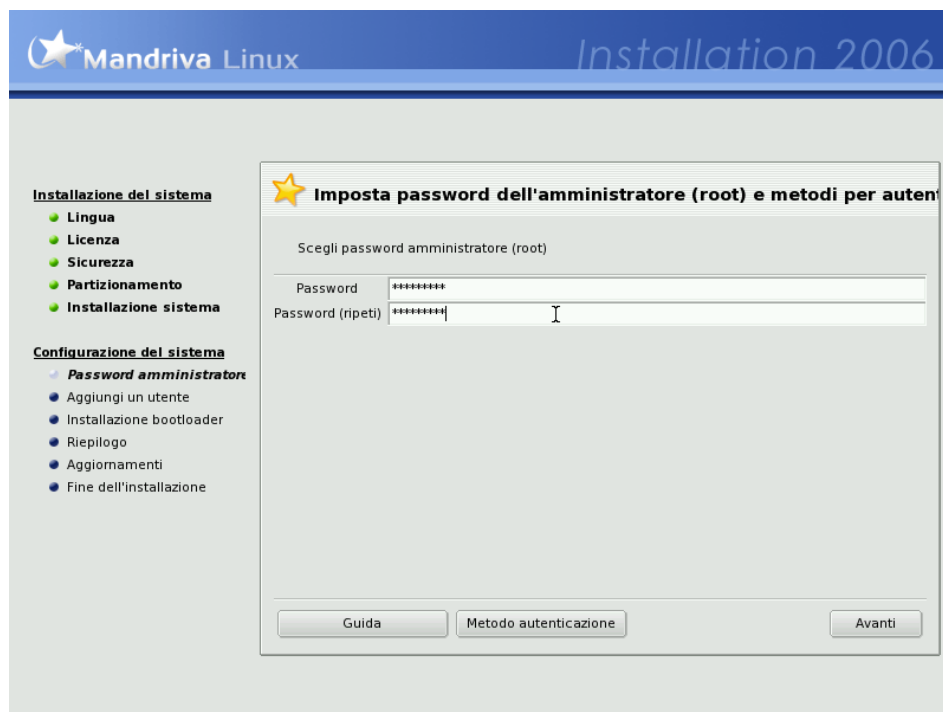 Mandriva Linux
Installation 2006
Installazione del sistema
Lingua
Licenza
Sicurezza
Partizionamento
Installazione sistema
Configurazione del sistema
Password amministratore
Aggiungi un utente
Installazione bootloader
Riepilogo
Aggiornamenti
Fine dell'installazione
Imposta password dell'amministratore (root) e metodi per auten
Scegli password amministratore (root)
Password *********
Password (ripeti) *********
Guida
Metodo autenticazione
Avanti